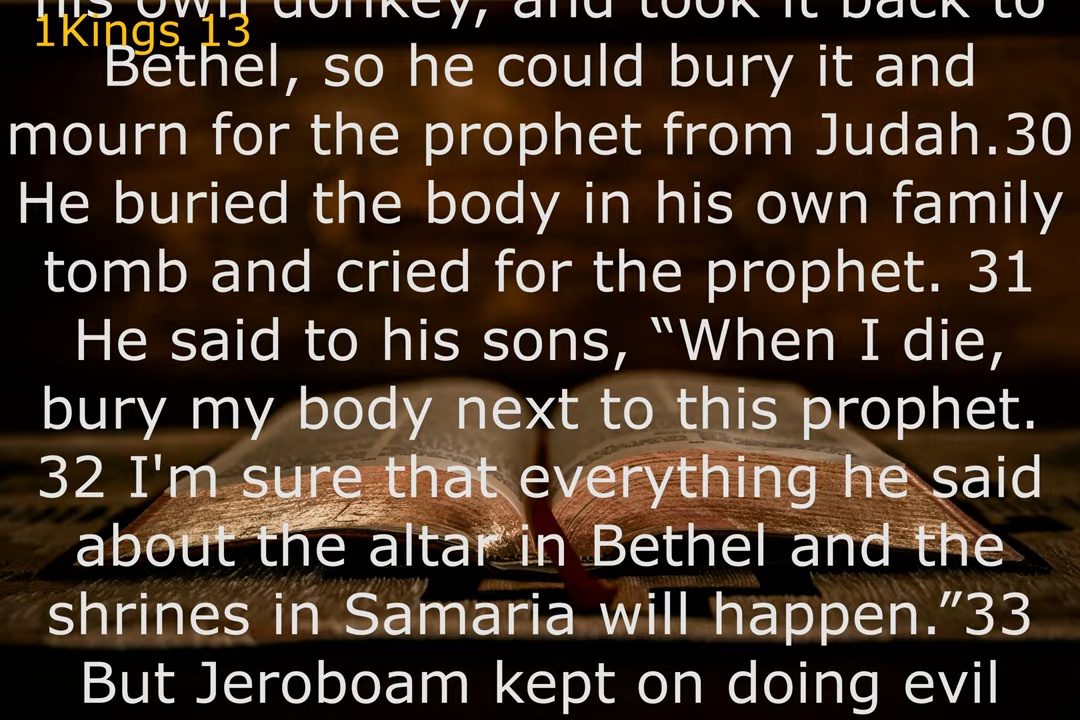 his own donkey, and took it back to
1Kings 13
Bethel, so he could bury it and
mourn for the prophet from Judah.30
He buried the body in his own family
tomb and cried for the prophet. 31
He said to his sons, “When I die,
bury my body next to this prophet.
32 I'm sure that everything he said
about the altar in Bethel and the
shrines in Samaria will happen.”33
But Jeroboam kept on doing evil